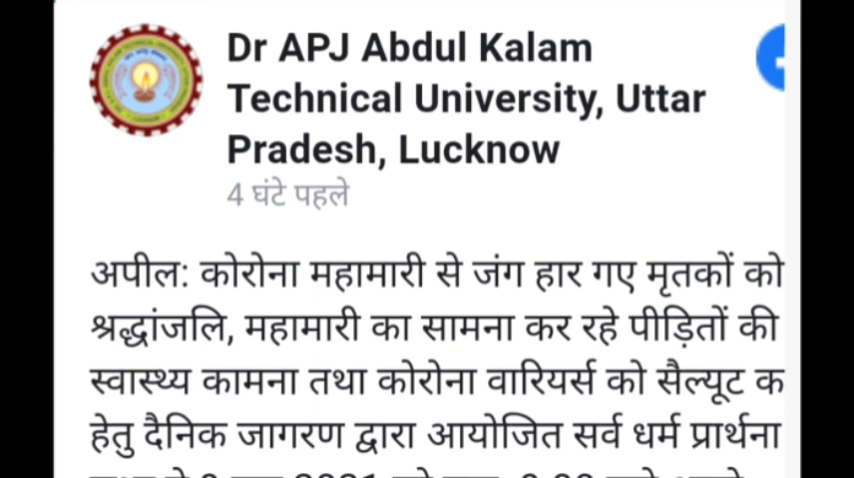 Dr APJ Abdul Kalam
Technical University, Uttar
Pradesh, Lucknow
4 घंटे पहले
अपील: कोरोना महामारी से जंग हार गए मृतकों को
श्रद्धांजलि, महामारी का सामना कर रहे पीड़ितों की
स्वास्थ्य कामना तथा कोरोना वारियर्स को सैल्यूट क
हेतु दैनिक जागरण द्वारा आयोजित सर्व धर्म प्रार्थना